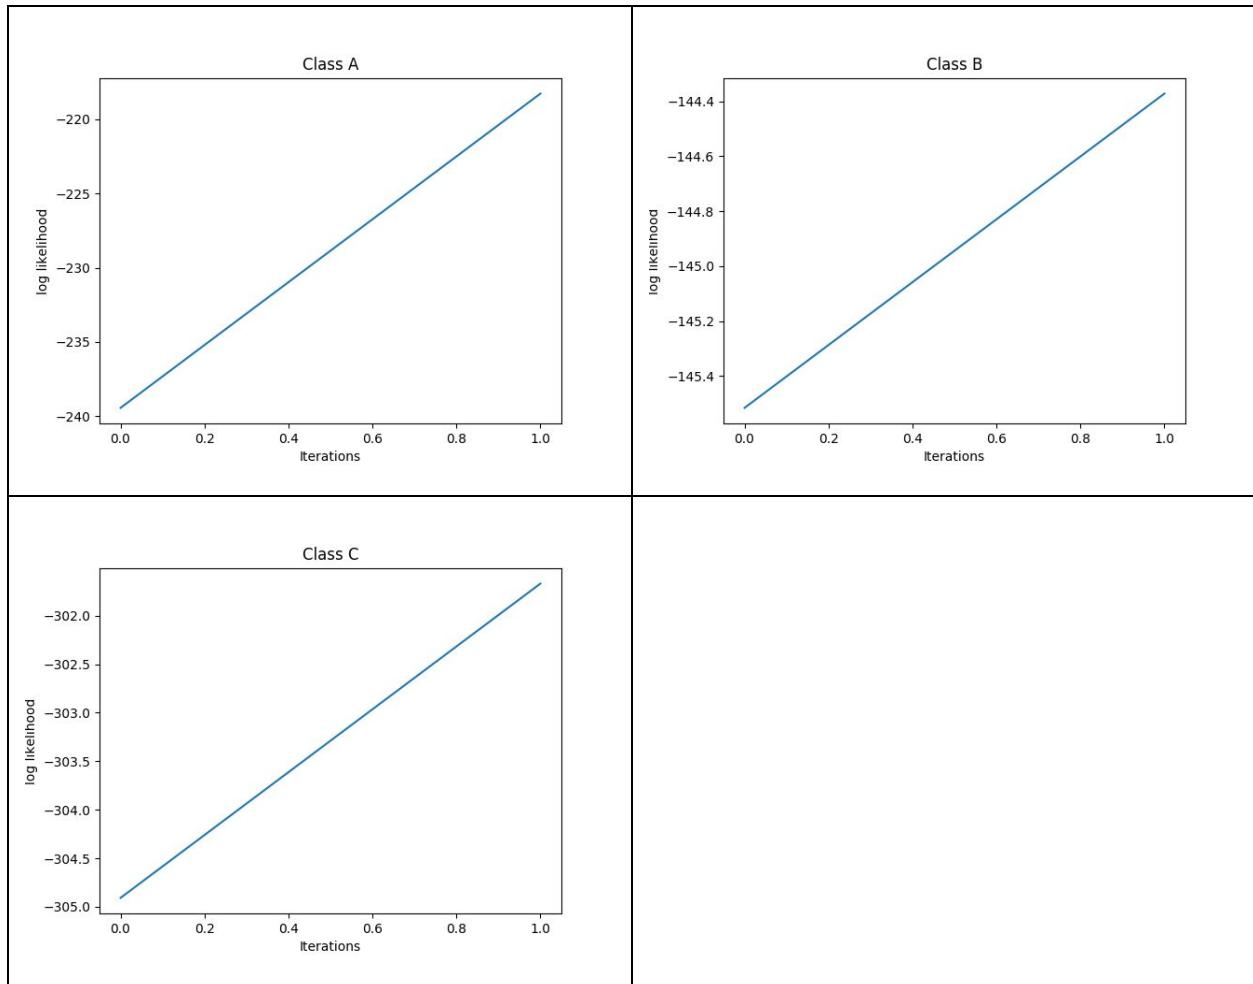 Class A
log likelihood
−220
−225
−230
−235
−240
0.0 0.2 0.4 0.6 0.8 1.0
Iterations
Class B
log likelihood
−144.4
−144.6
−144.8
−145.0
−145.2
−145.4
0.0 0.2 0.4 0.6 0.8 1.0
Iterations
Class C
log likelihood
−302.0
−302.5
−303.0
−303.5
−304.0
−304.5
−305.0
0.0 0.2 0.4 0.6 0.8 1.0
Iterations